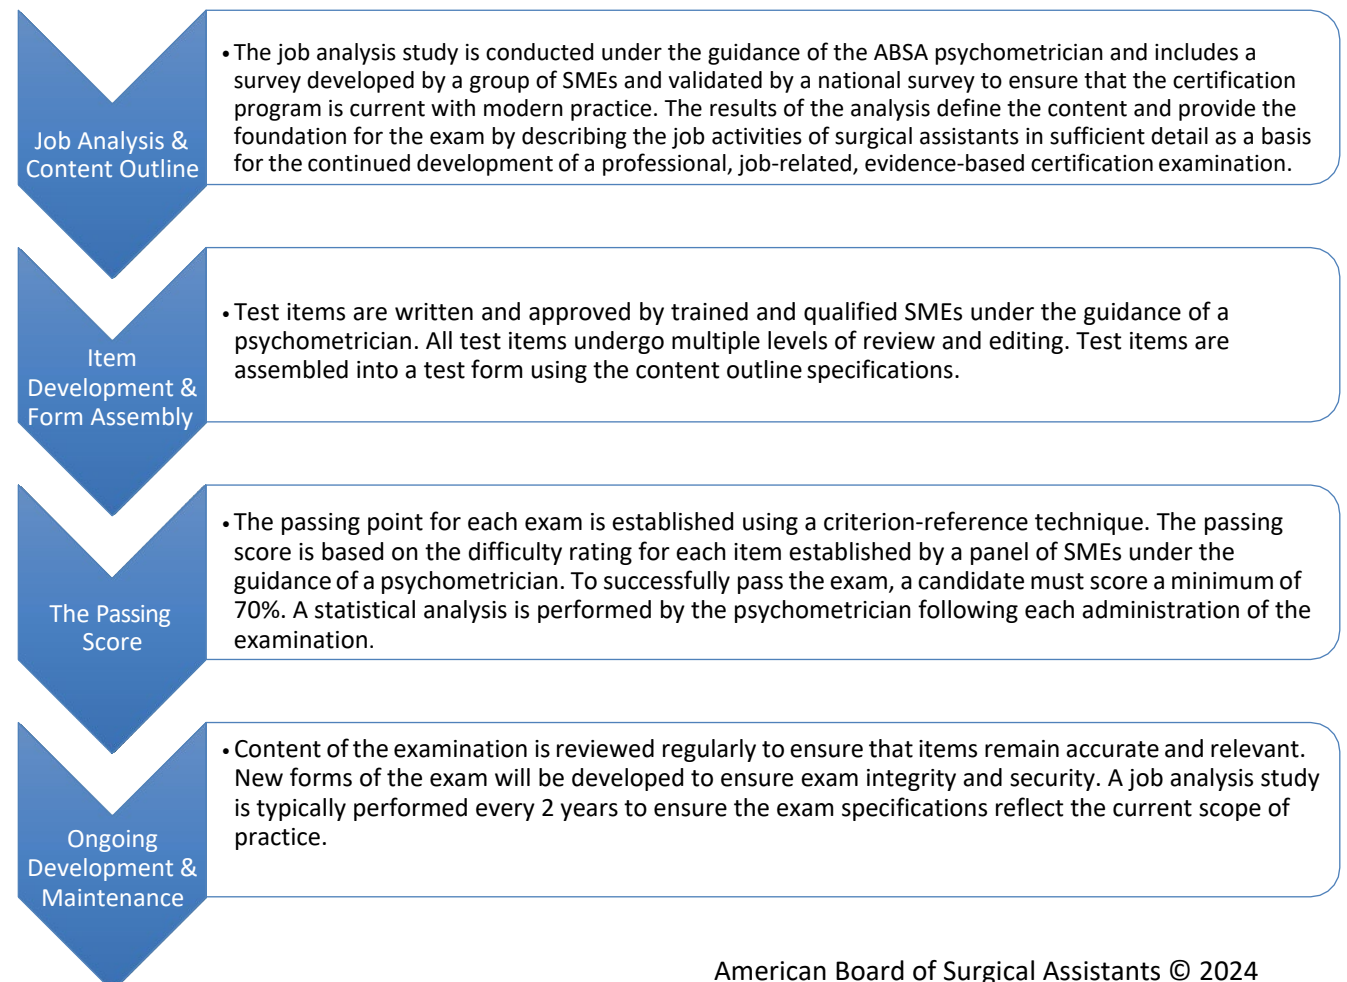 Job Analysis &
Content Outline
•The job analysis study is conducted under the guidance of the ABSA psychometrician and includes a
survey developed by a group of SMEs and validated by a national survey to ensure that the certification
program is current with modern practice. The results of the analysis define the content and provide the
foundation for the exam by describing the job activities of surgical assistants in sufficient detail as a basis
for the continued development of a professional, job-related, evidence-based certification examination.
Item
Development &
Form Assembly
•Test items are written and approved by trained and qualified SMEs under the guidance of a
psychometrician. All test items undergo multiple levels of review and editing. Test items are
assembled into a test form using the content outline specifications.
The Passing
Score
•The passing point for each exam is established using a criterion-reference technique. The passing
score is based on the difficulty rating for each item established by a panel of SMEs under the
guidance of a psychometrician. To successfully pass the exam, a candidate must score a minimum of
70%. A statistical analysis is performed by the psychometrician following each administration of the
examination.
Ongoing
Development &
Maintenance
•Content of the examination is reviewed regularly to ensure that items remain accurate and relevant.
New forms of the exam will be developed to ensure exam integrity and security. A job analysis study
is typically performed every 2 years to ensure the exam specifications reflect the current scope of
practice.
American Board of Surgical Assistants © 2024